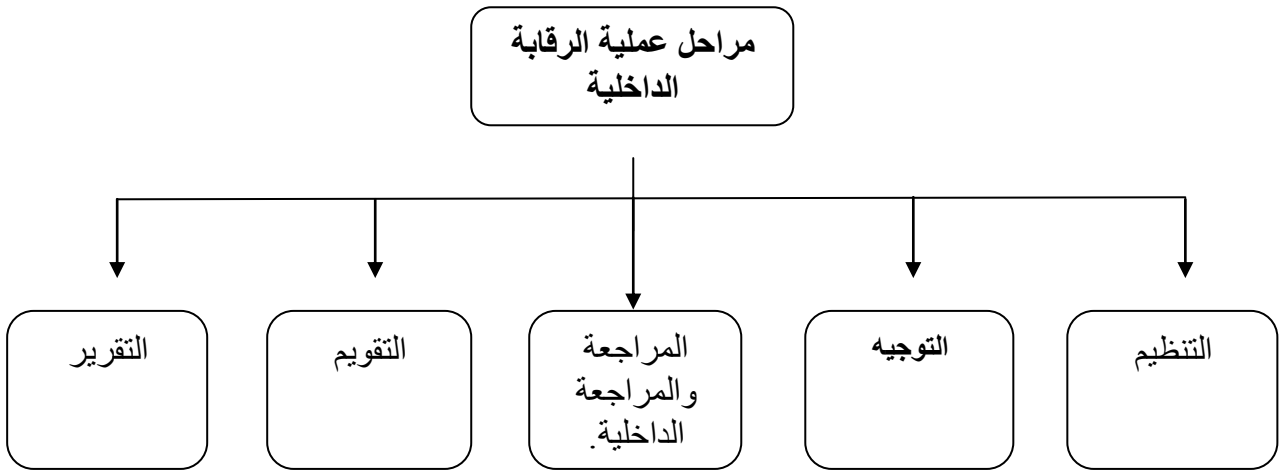 مراحل عملية الرقابة
الداخلية
التنظيم
التوجيه
المراجعة
والمراجعة
الداخلية.
التقويم
التقرير